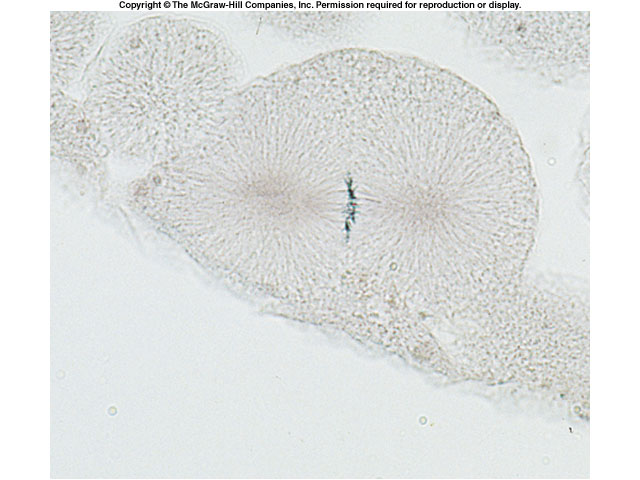 Copyright © The McGraw-Hill Companies, Inc. Permission required for reproduction or display.